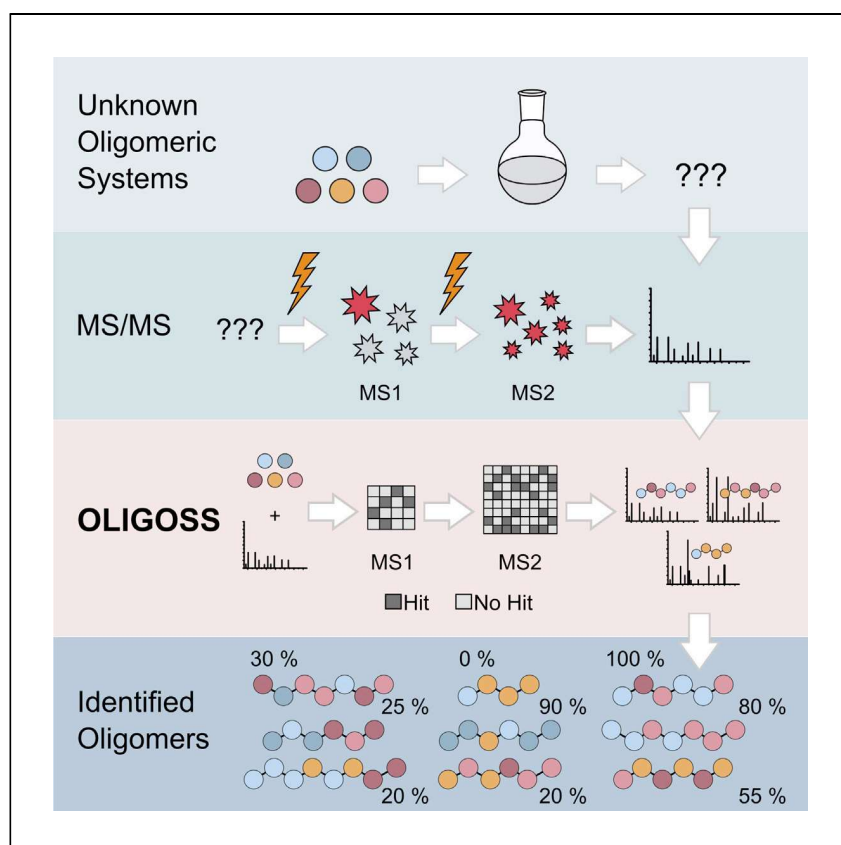 Unknown
Oligomeric
Systems
???
MS/MS
???
MS1
MS2
OLIGOSS
+
MS1
MS2
Hit
No Hit
Identified
Oligomers
30 %
0 %
100 %
25 %
90 %
80 %
20 %
20 %
55 %